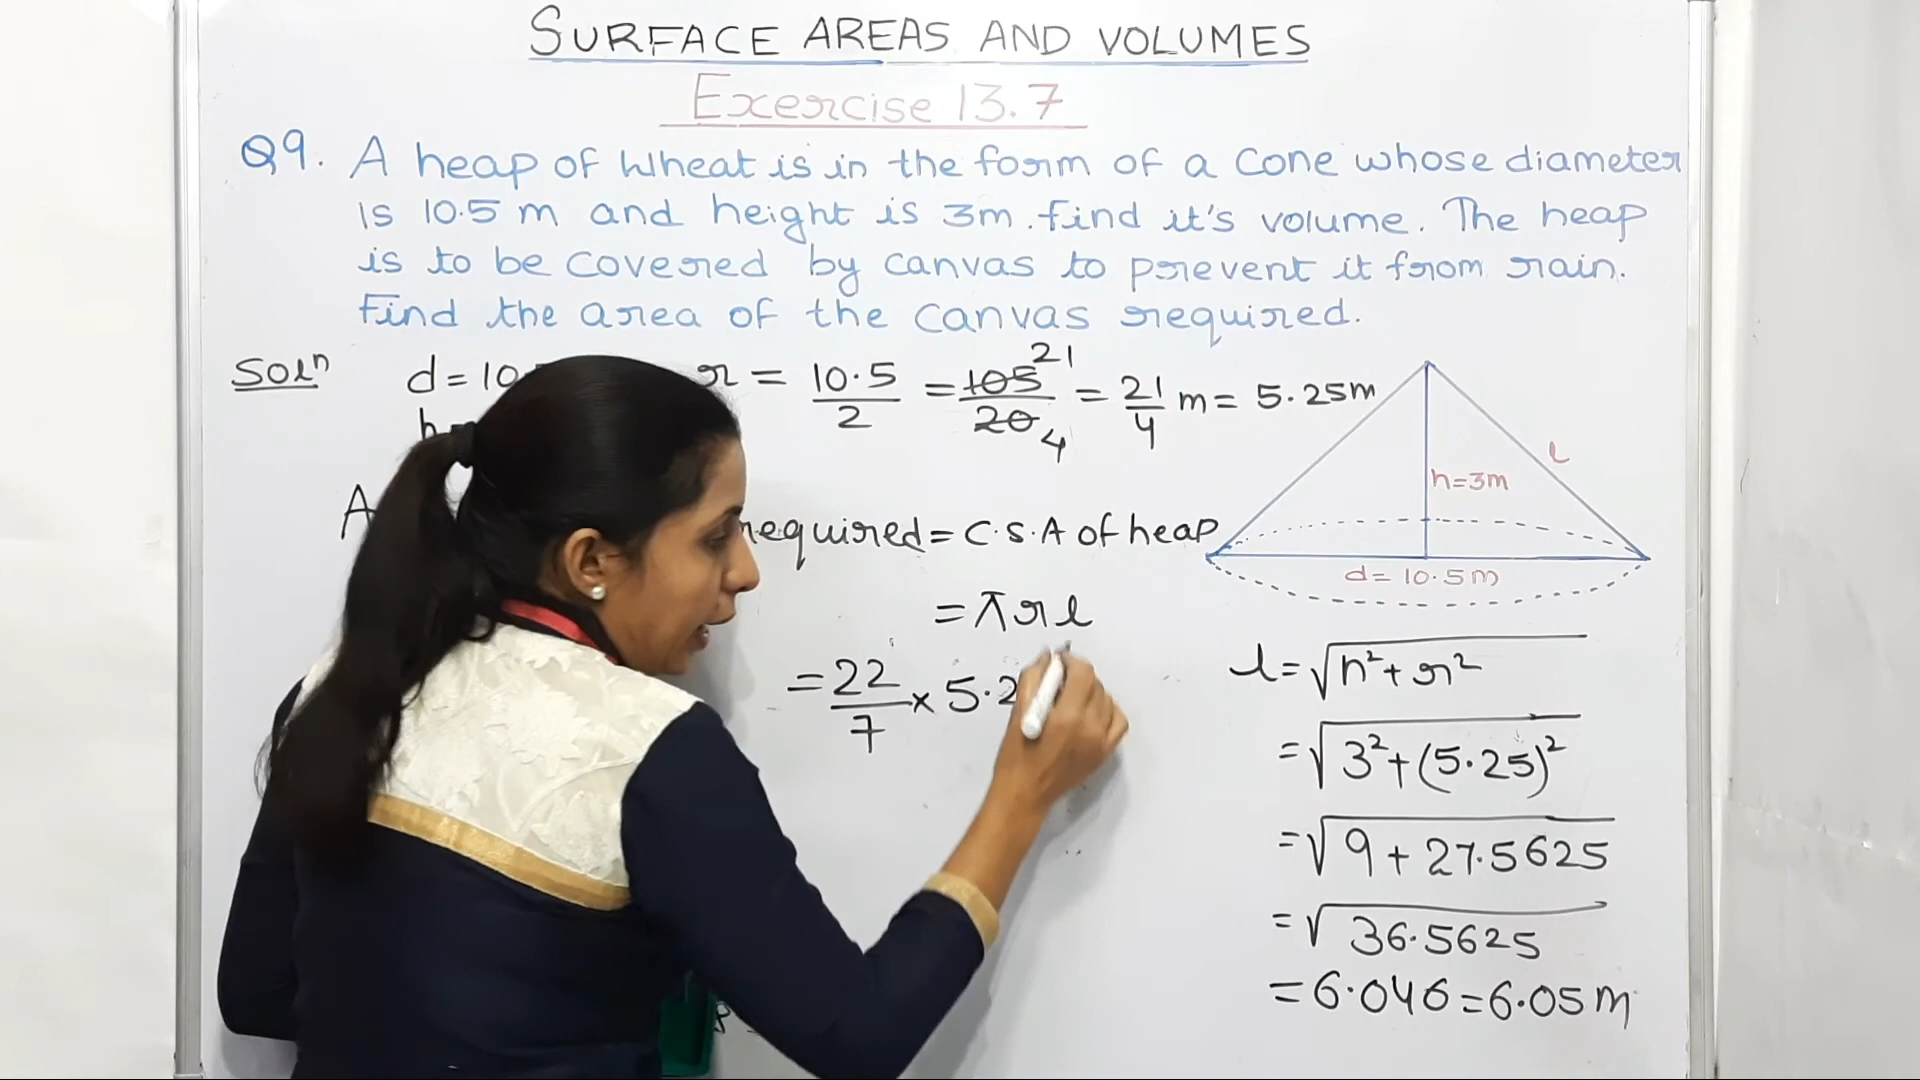 SURFACE AREAS AND VOLUMES
Exercise 13.7
Q9. A heap of wheat is in the form of a cone whose diameter
is 10.5 m and height is 3m. find it's volume. The heap
is to be covered by canvas to prevent it from rain.
Find the area of the canvas required.
Solⁿ d = 10 r = 10.5/2 = 105/20 21 4 = 21/4 m = 5.25m
h
A required = C.S.A of heap
= πrl
= 22/7 × 5.2
l
h=3m
d= 10.5m
l = √h²+r²
= √3²+(5.25)²
= √9+27.5625
= √36.5625
= 6.046 = 6.05m